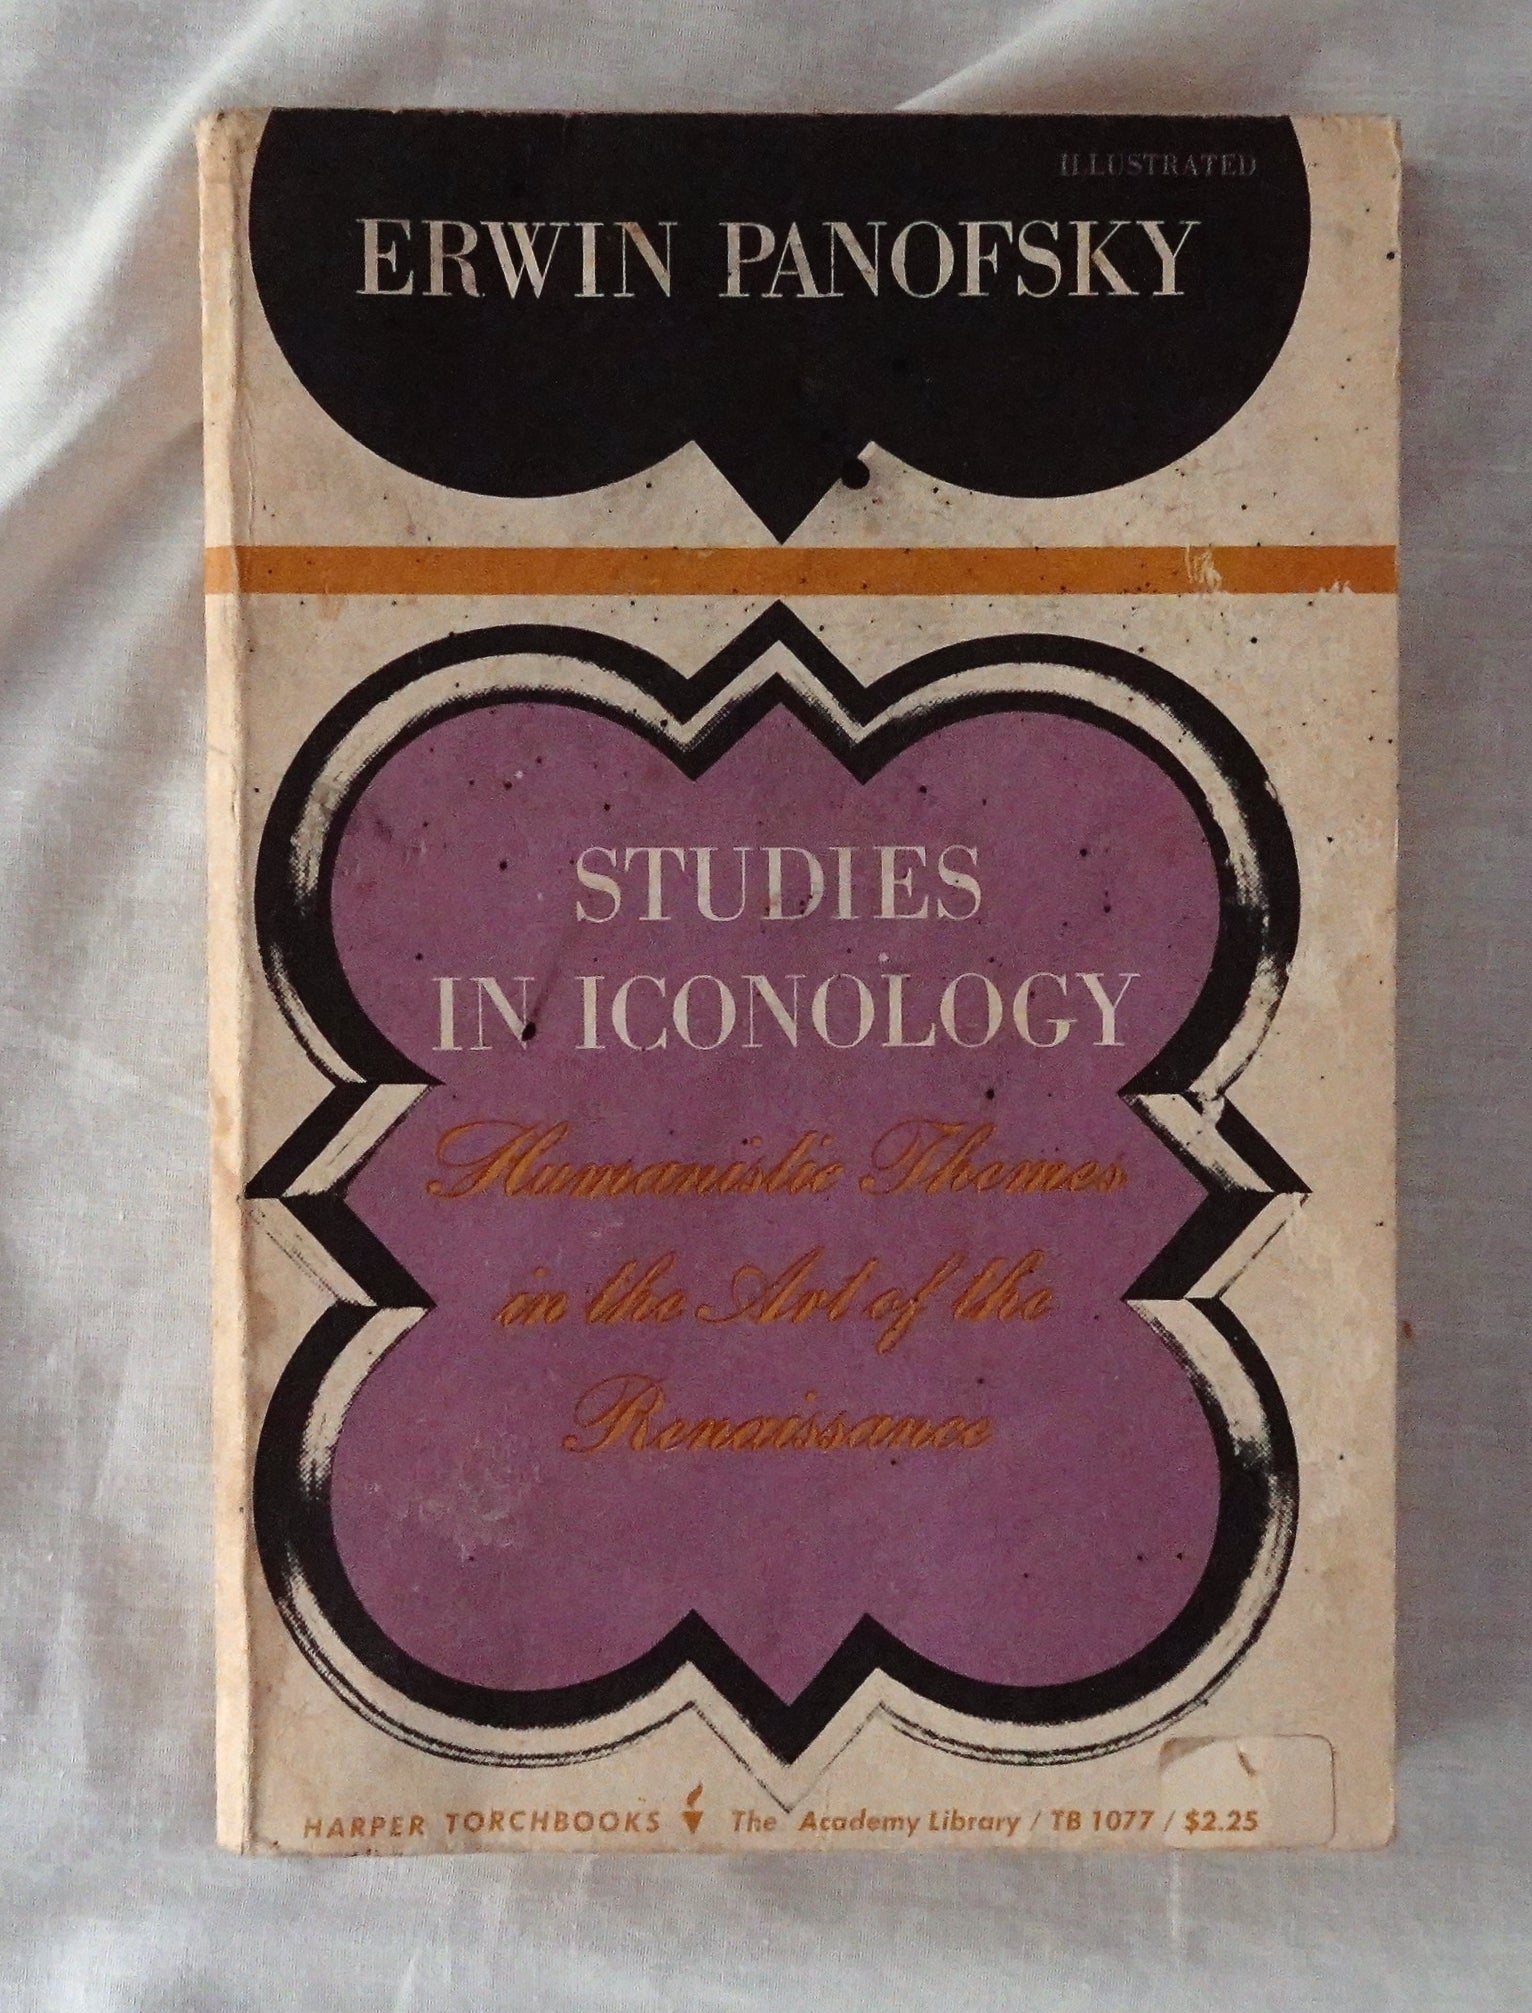 ILLUSTRATED
ERWIN PANOFSKY
STUDIES
IN ICONOLOGY
Humanistic Themes
in the Art of the
Renaissance
HARPER TORCHBOOKS The Academy Library / TB 1077 / $2.25